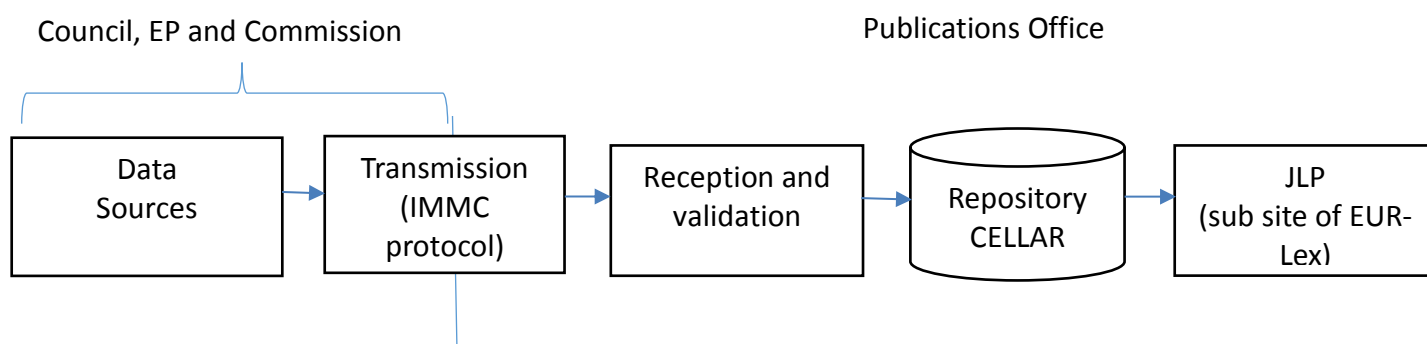 Council, EP and Commission
Publications Office
Data
Sources
Transmission
(IMMC
protocol)
Reception and
validation
Repository
CELLAR
JLP
(sub site of EUR-
Lex)